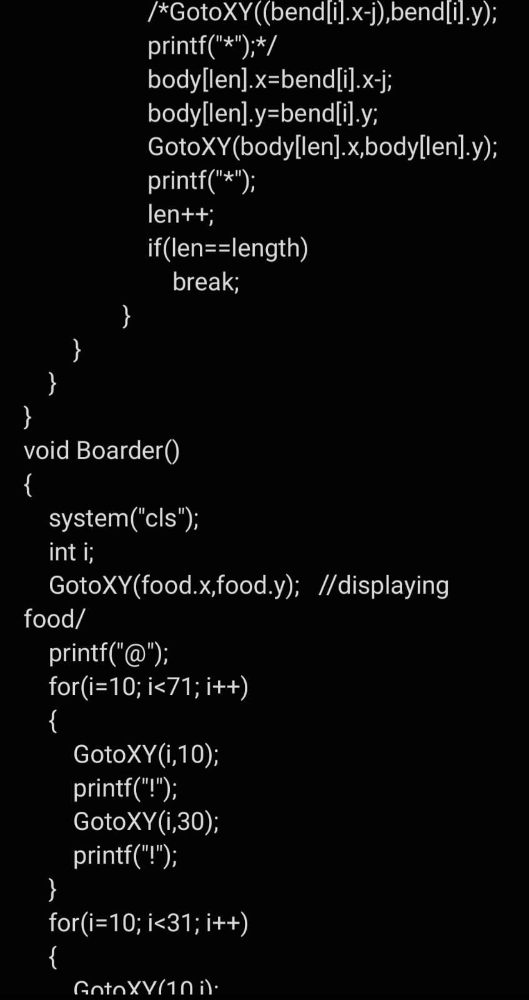 /*GotoXY((bend[i].x-j),bend[i].y);
printf("*");*/
body[len].x=bend[i].x-j;
body[len].y=bend[i].y;
GotoXY(body[len].x,body[len].y);
printf("*");
len++;
if(len==length)
break;
}
}
}
}
void Boarder()
{
system("cls");
int i;
GotoXY(food.x,food.y);   //displaying
food/
printf("@");
for(i=10; i<71; i++)
{
GotoXY(i,10);
printf("!");
GotoXY(i,30);
printf("!");
}
for(i=10; i<31; i++)
{
GotoXY(10,i);